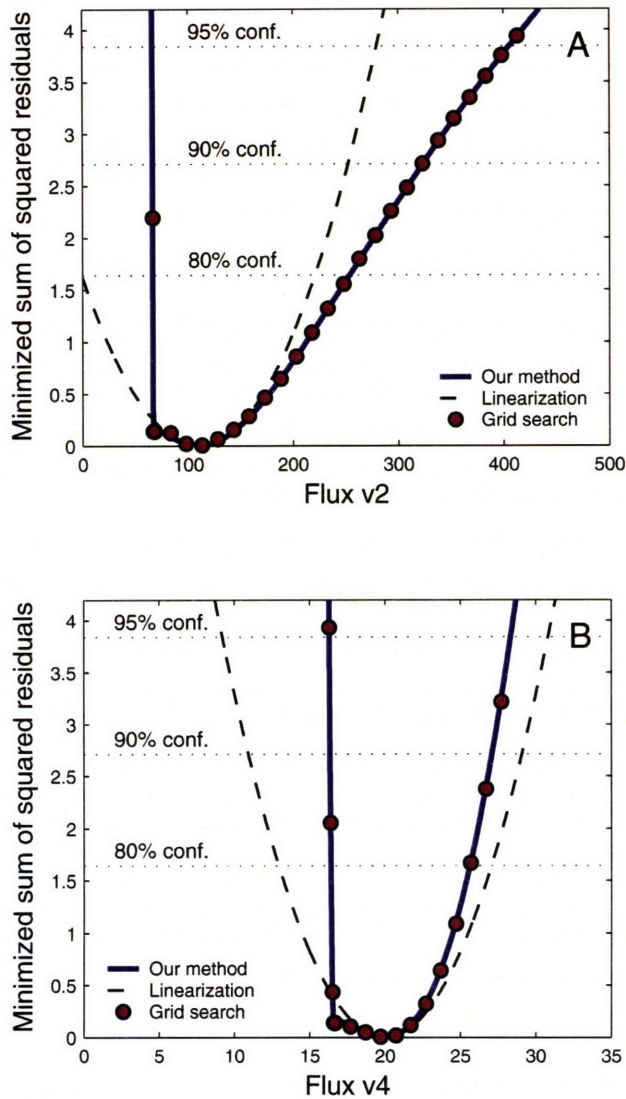 4
3.5
3
2.5
2
1.5
1
0.5
0
Minimized sum of squared residuals
95% conf.
A
90% conf.
80% conf.
Our method
Linearization
Grid search
0
100
200
300
400
500
Flux v2
4
3.5
3
2.5
2
1.5
1
0.5
0
Minimized sum of squared residuals
95% conf.
B
90% conf.
80% conf.
Our method
Linearization
Grid search
0
5
10
15
20
25
30
35
Flux v4